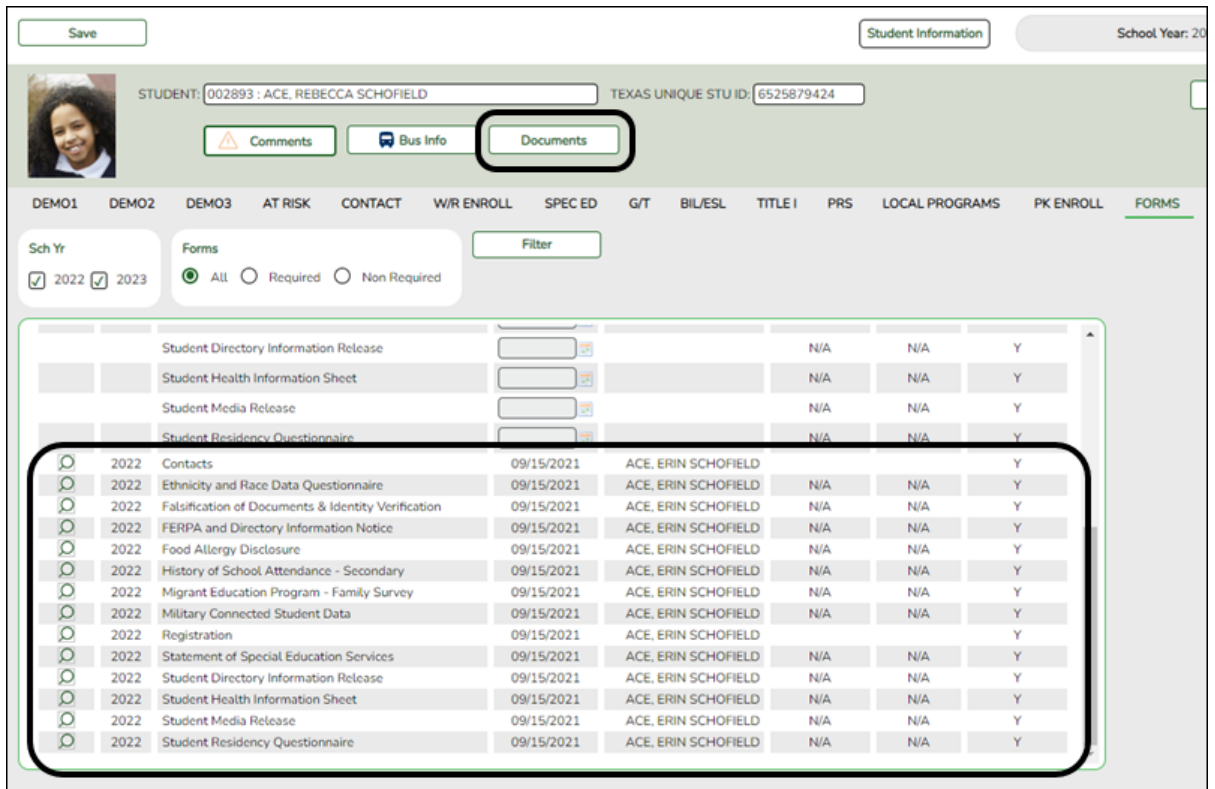 Save Student Information School Year: 20
STUDENT: 002893 : ACE, REBECCA SCHOFIELD TEXAS UNIQUE STU ID: 6525879424
Comments Bus Info Documents
DEMO1 DEMO2 DEMO3 AT RISK CONTACT W/R ENROLL SPEC ED G/T BIL/ESL TITLE I PRS LOCAL PROGRAMS PK ENROLL FORMS
Sch Yr Forms Filter
2022 2023 All Required Non Required
Student Directory Information Release N/A N/A Y
Student Health Information Sheet N/A N/A Y
Student Media Release N/A N/A Y
Student Residency Questionnaire N/A N/A Y
2022 Contacts 09/15/2021 ACE, ERIN SCHOFIELD Y
2022 Ethnicity and Race Data Questionnaire 09/15/2021 ACE, ERIN SCHOFIELD N/A N/A Y
2022 Falsification of Documents & Identity Verification 09/15/2021 ACE, ERIN SCHOFIELD N/A N/A Y
2022 FERPA and Directory Information Notice 09/15/2021 ACE, ERIN SCHOFIELD N/A N/A Y
2022 Food Allergy Disclosure 09/15/2021 ACE, ERIN SCHOFIELD N/A N/A Y
2022 History of School Attendance - Secondary 09/15/2021 ACE, ERIN SCHOFIELD N/A N/A Y
2022 Migrant Education Program - Family Survey 09/15/2021 ACE, ERIN SCHOFIELD N/A N/A Y
2022 Military Connected Student Data 09/15/2021 ACE, ERIN SCHOFIELD N/A N/A Y
2022 Registration 09/15/2021 ACE, ERIN SCHOFIELD Y
2022 Statement of Special Education Services 09/15/2021 ACE, ERIN SCHOFIELD N/A N/A Y
2022 Student Directory Information Release 09/15/2021 ACE, ERIN SCHOFIELD N/A N/A Y
2022 Student Health Information Sheet 09/15/2021 ACE, ERIN SCHOFIELD N/A N/A Y
2022 Student Media Release 09/15/2021 ACE, ERIN SCHOFIELD N/A N/A Y
2022 Student Residency Questionnaire 09/15/2021 ACE, ERIN SCHOFIELD N/A N/A Y